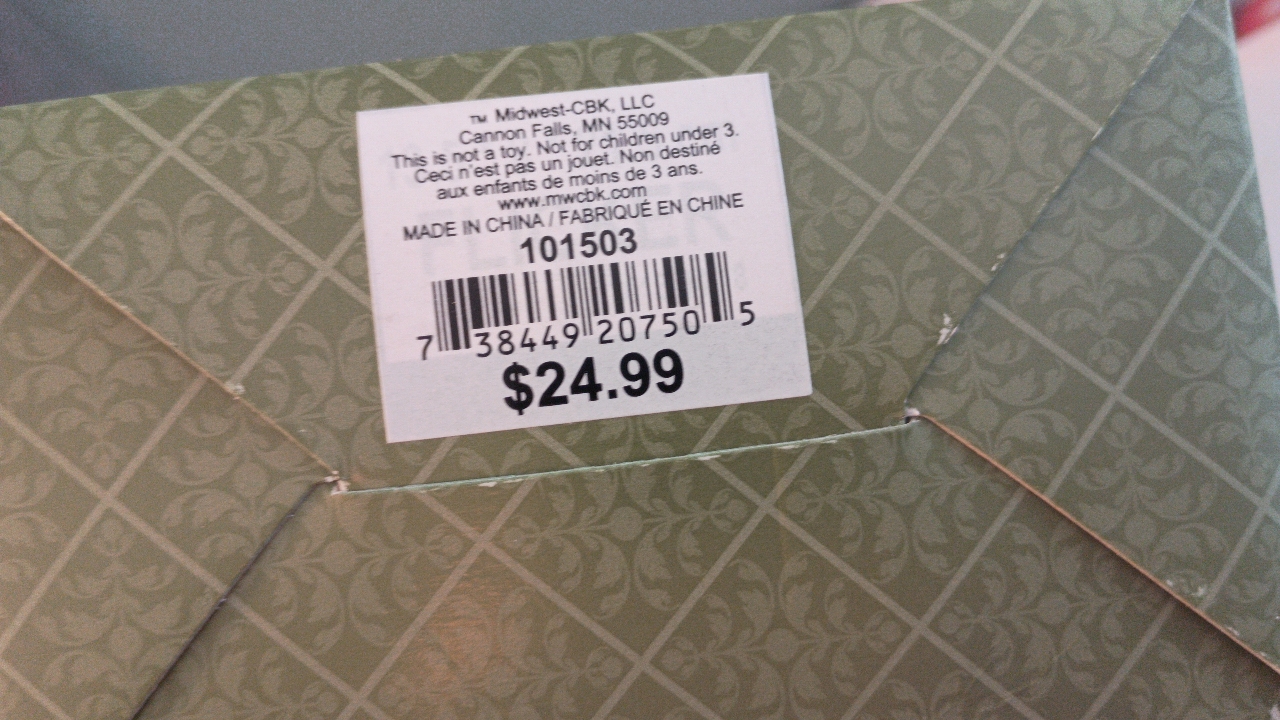 ™ Midwest-CBK, LLC
Cannon Falls, MN 55009
This is not a toy. Not for children under 3.
Ceci n'est pas un jouet. Non destiné
aux enfants de moins de 3 ans.
www.mwcbk.com
MADE IN CHINA / FABRIQUÉ EN CHINE
101503
7 38449 20750 5
$24.99